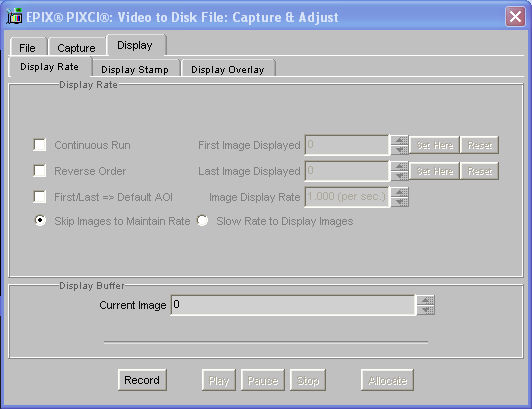 EPIX® PIXCI®: Video to Disk File: Capture & Adjust
File Capture Display
Display Rate Display Stamp Display Overlay
Display Rate
Continuous Run First Image Displayed 0 Set Here Reset
Reverse Order Last Image Displayed 0 Set Here Reset
First/Last => Default AOI Image Display Rate 1.000 (per sec.)
Skip Images to Maintain Rate Slow Rate to Display Images
Display Buffer
Current Image 0
Record Play Pause Stop Allocate